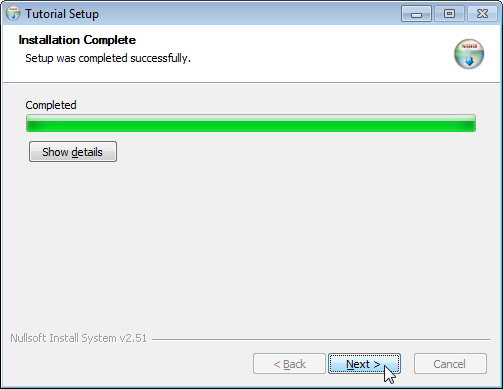 Tutorial Setup
Installation Complete
Setup was completed successfully.
Completed
Show details
Nullsoft Install System v2.51
< Back
Next >
Cancel